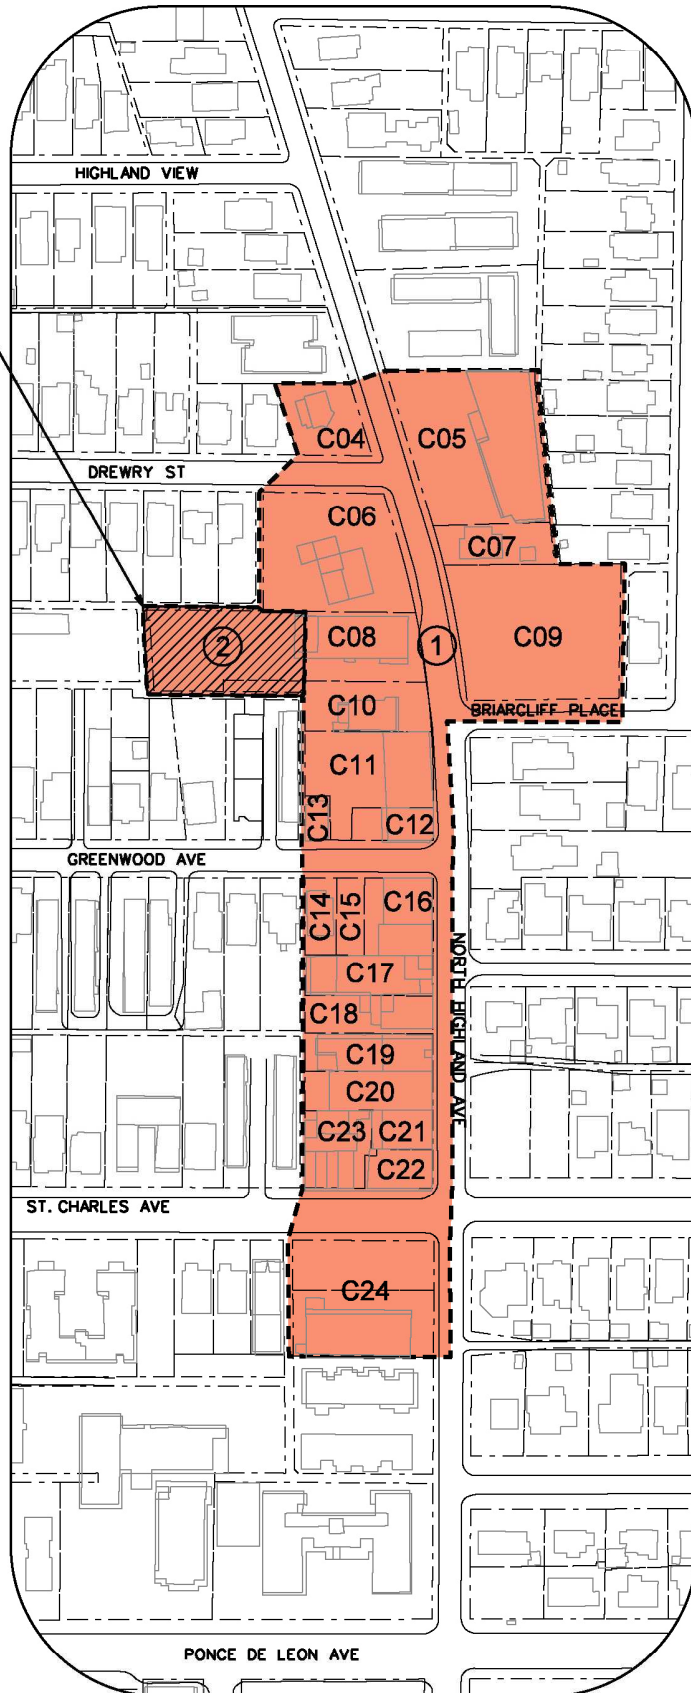 HIGHLAND VIEW
C04
C05
DREWRY ST
C06
C07
C08
2
1
C09
C10
BRIARCLIFF PLACE
C11
C13
C12
GREENWOOD AVE
C14
C15
C16
NORTH HIGHLAND AVE
C17
C18
C19
C20
C23
C21
C22
ST. CHARLES AVE
C24
PONCE DE LEON AVE